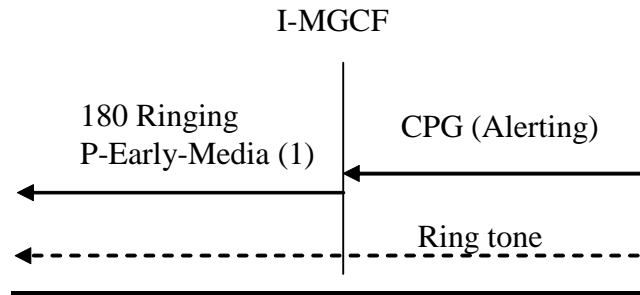 I-MGCF
180 Ringing
P-Early-Media (1)
CPG (Alerting)
Ring tone